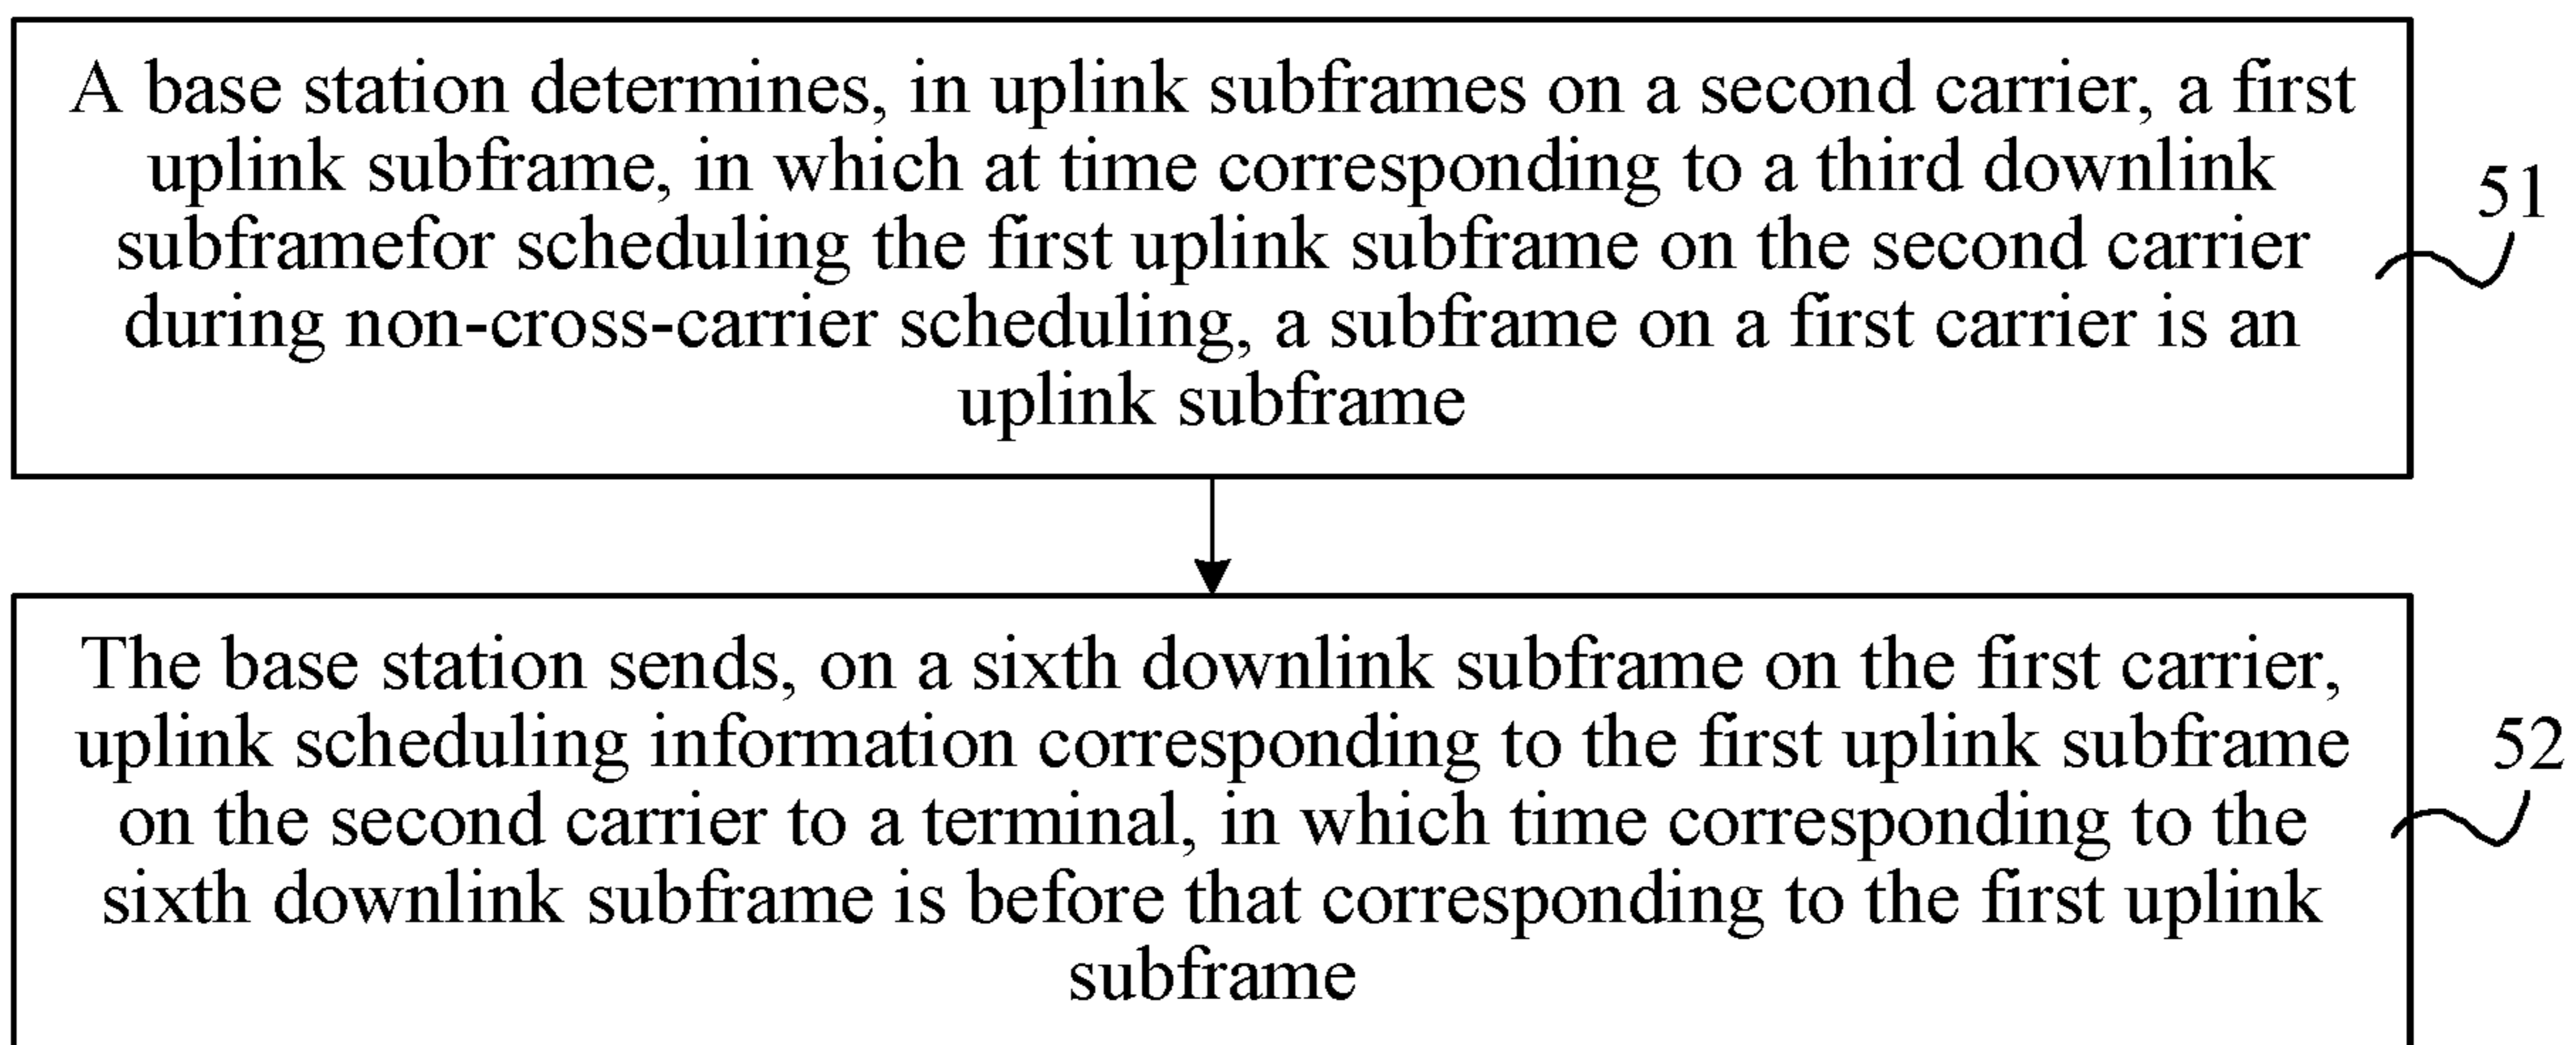 A base station determines, in uplink subframes on a second carrier, a first
uplink subframe, in which at time corresponding to a third downlink
subframefor scheduling the first uplink subframe on the second carrier
during non-cross-carrier scheduling, a subframe on a first carrier is an
uplink subframe
51
The base station sends, on a sixth downlink subframe on the first carrier,
uplink scheduling information corresponding to the first uplink subframe
on the second carrier to a terminal, in which time corresponding to the
sixth downlink subframe is before that corresponding to the first uplink
subframe
52